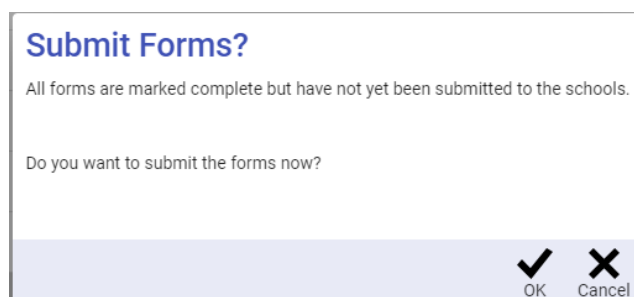 Submit Forms?
All forms are marked complete but have not yet been submitted to the schools.
Do you want to submit the forms now?
OK Cancel